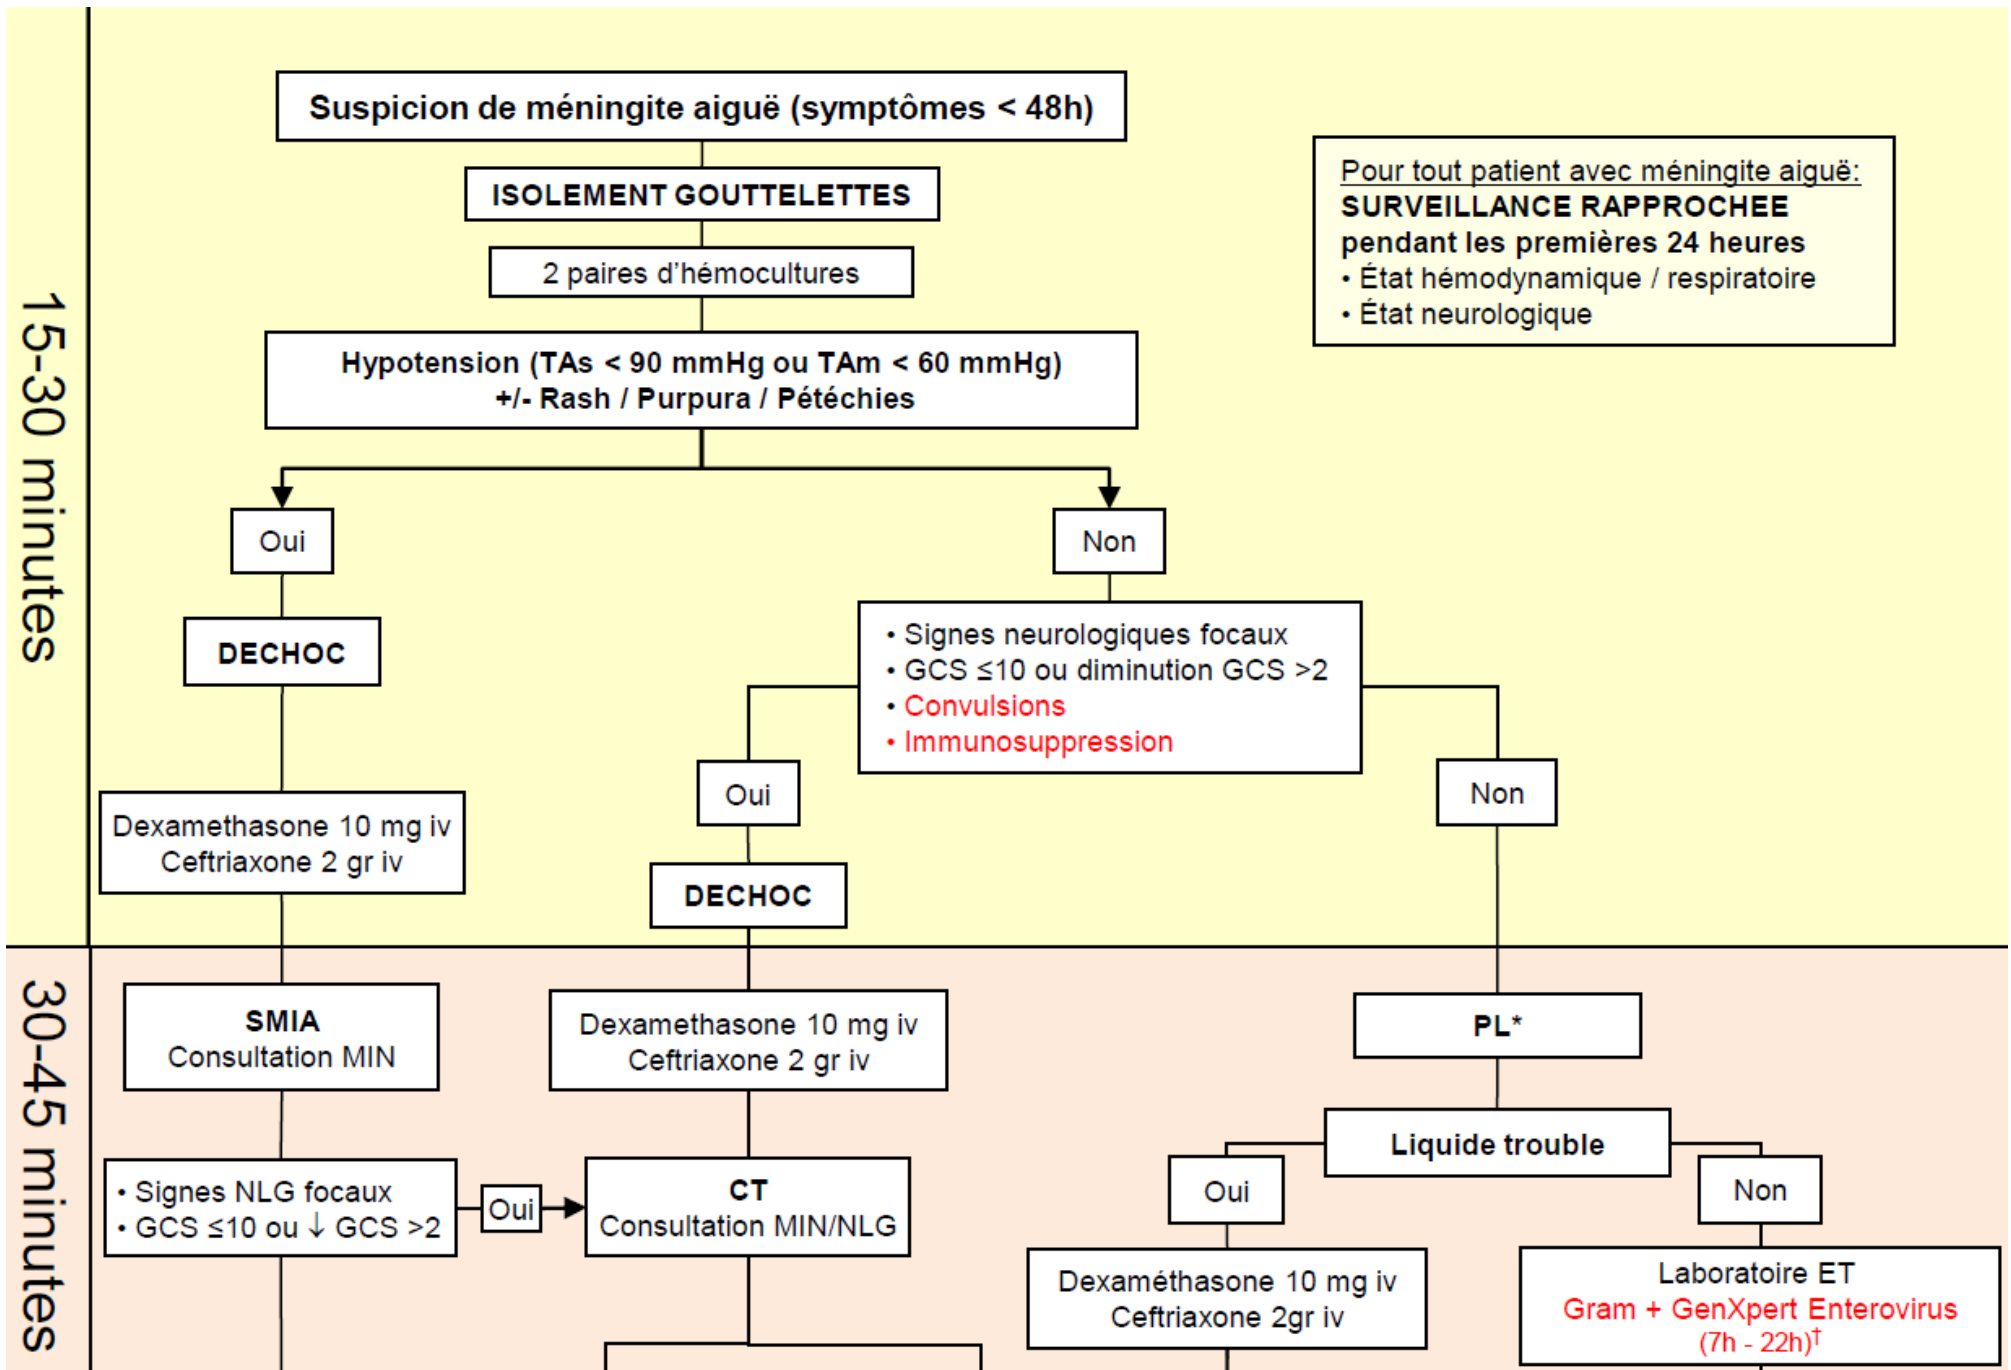 15-30 minutes
Suspicion de méningite aiguë (symptômes < 48h)
ISOLEMENT GOUTTELETTES
2 paires d'hémocultures
Hypotension (TAs < 90 mmHg ou TAm < 60 mmHg)
+/- Rash / Purpura / Pétéchies
Pour tout patient avec méningite aiguë:
SURVEILLANCE RAPPROCHEE
pendant les premières 24 heures
• État hémodynamique / respiratoire
• État neurologique
Oui
Non
DECHOC
• Signes neurologiques focaux
• GCS ≤10 ou diminution GCS >2
• Convulsions
• Immunosuppression
Oui
Non
Dexamethasone 10 mg iv
Ceftriaxone 2 gr iv
DECHOC
30-45 minutes
SMIA
Consultation MIN
Dexamethasone 10 mg iv
Ceftriaxone 2 gr iv
PL*
Liquide trouble
• Signes NLG focaux
• GCS ≤10 ou ↓ GCS >2
Oui
CT
Consultation MIN/NLG
Oui
Non
Dexaméthasone 10 mg iv
Ceftriaxone 2gr iv
Laboratoire ET
Gram + GenXpert Enterovirus
(7h - 22h)†